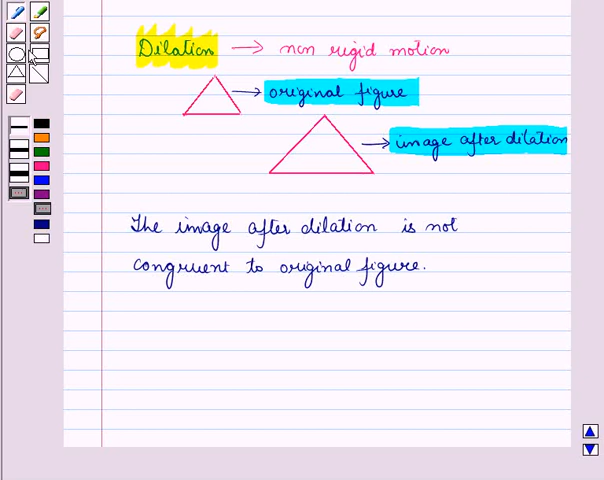 Dilation → non rigid motion
→ original figure
→ image after dilation
The image after dilation is not
congruent to original figure.